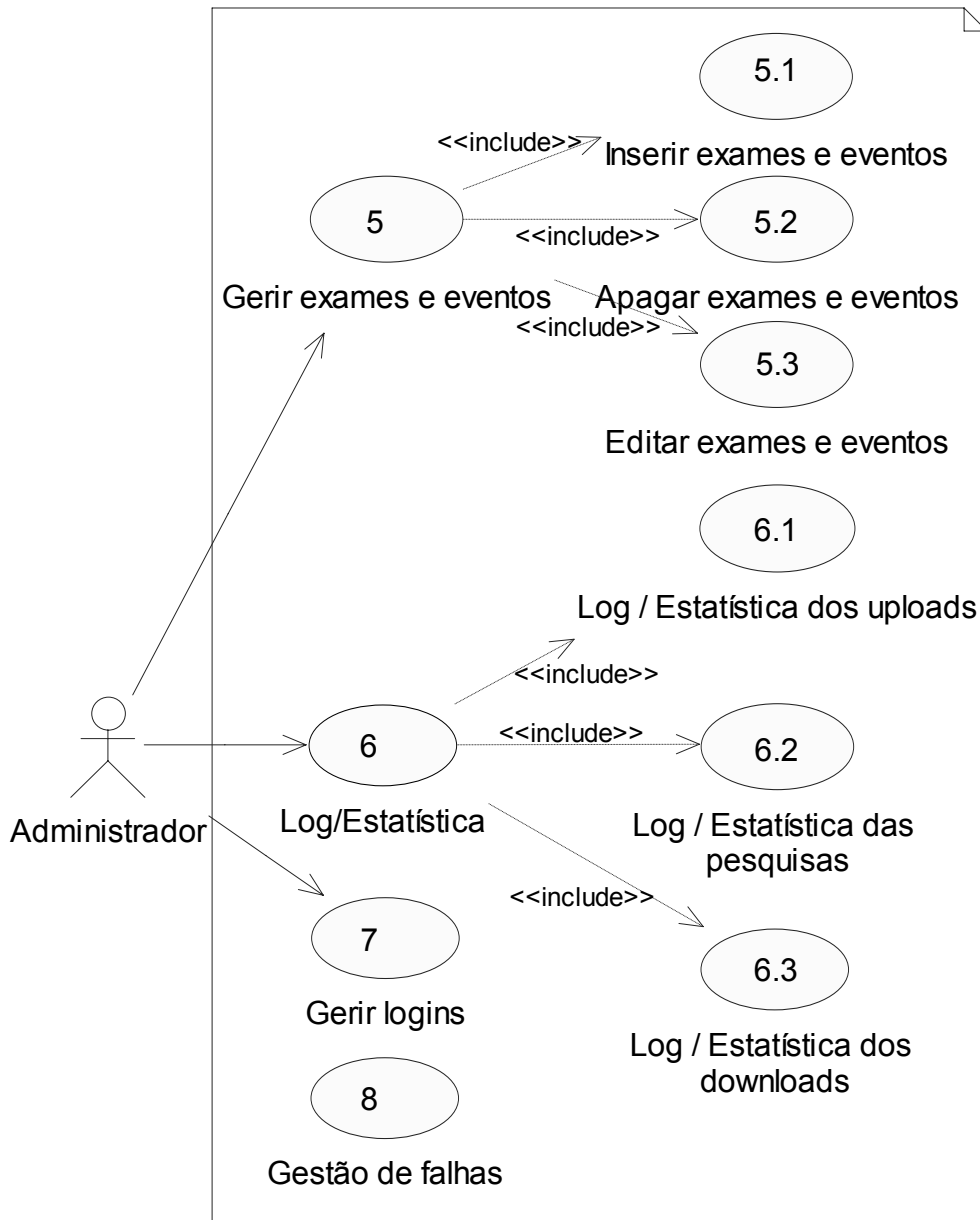 5.1
<<include>>
Inserir exames e eventos
5
<<include>>
5.2
Gerir exames e eventos
Apagar exames e eventos
<<include>>
5.3
Editar exames e eventos
6.1
Log / Estatística dos uploads
<<include>>
6
<<include>>
6.2
Administrador
Log/Estatística
Log / Estatística das
pesquisas
<<include>>
7
6.3
Gerir logins
Log / Estatística dos
downloads
8
Gestão de falhas